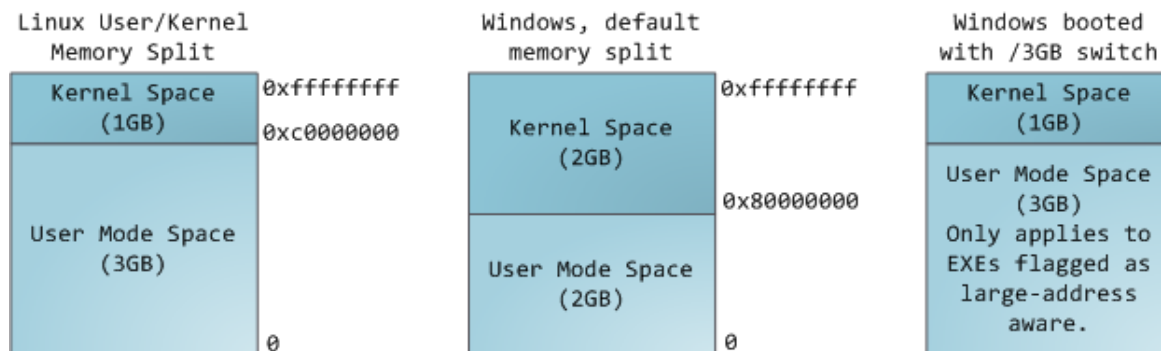 Linux User/Kernel
Memory Split
Kernel Space
(1GB)
0xffffffff
0xc0000000
User Mode Space
(3GB)
0
Windows, default
memory split
0xffffffff
Kernel Space
(2GB)
0x80000000
User Mode Space
(2GB)
0
Windows booted
with /3GB switch
Kernel Space
(1GB)
User Mode Space
(3GB)
Only applies to
EXEs flagged as
large-address
aware.